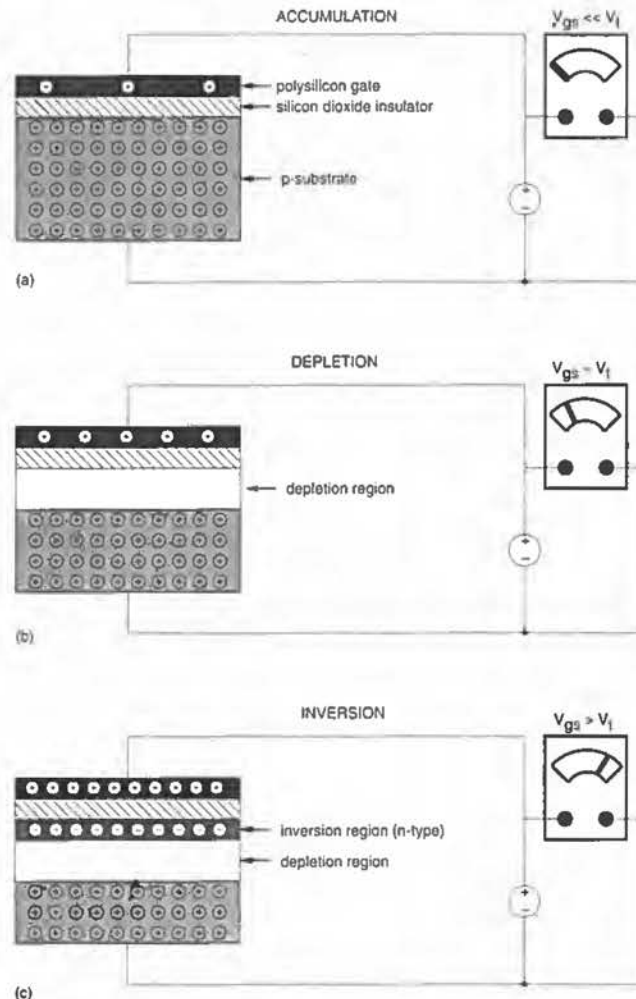 ACCUMULATION
Vgs << Vt
polysilicon gate
silicon dioxide insulator
p-substrate
(a)
DEPLETION
Vgs = Vt
depletion region
(b)
INVERSION
Vgs > Vt
inversion region (n-type)
depletion region
(c)